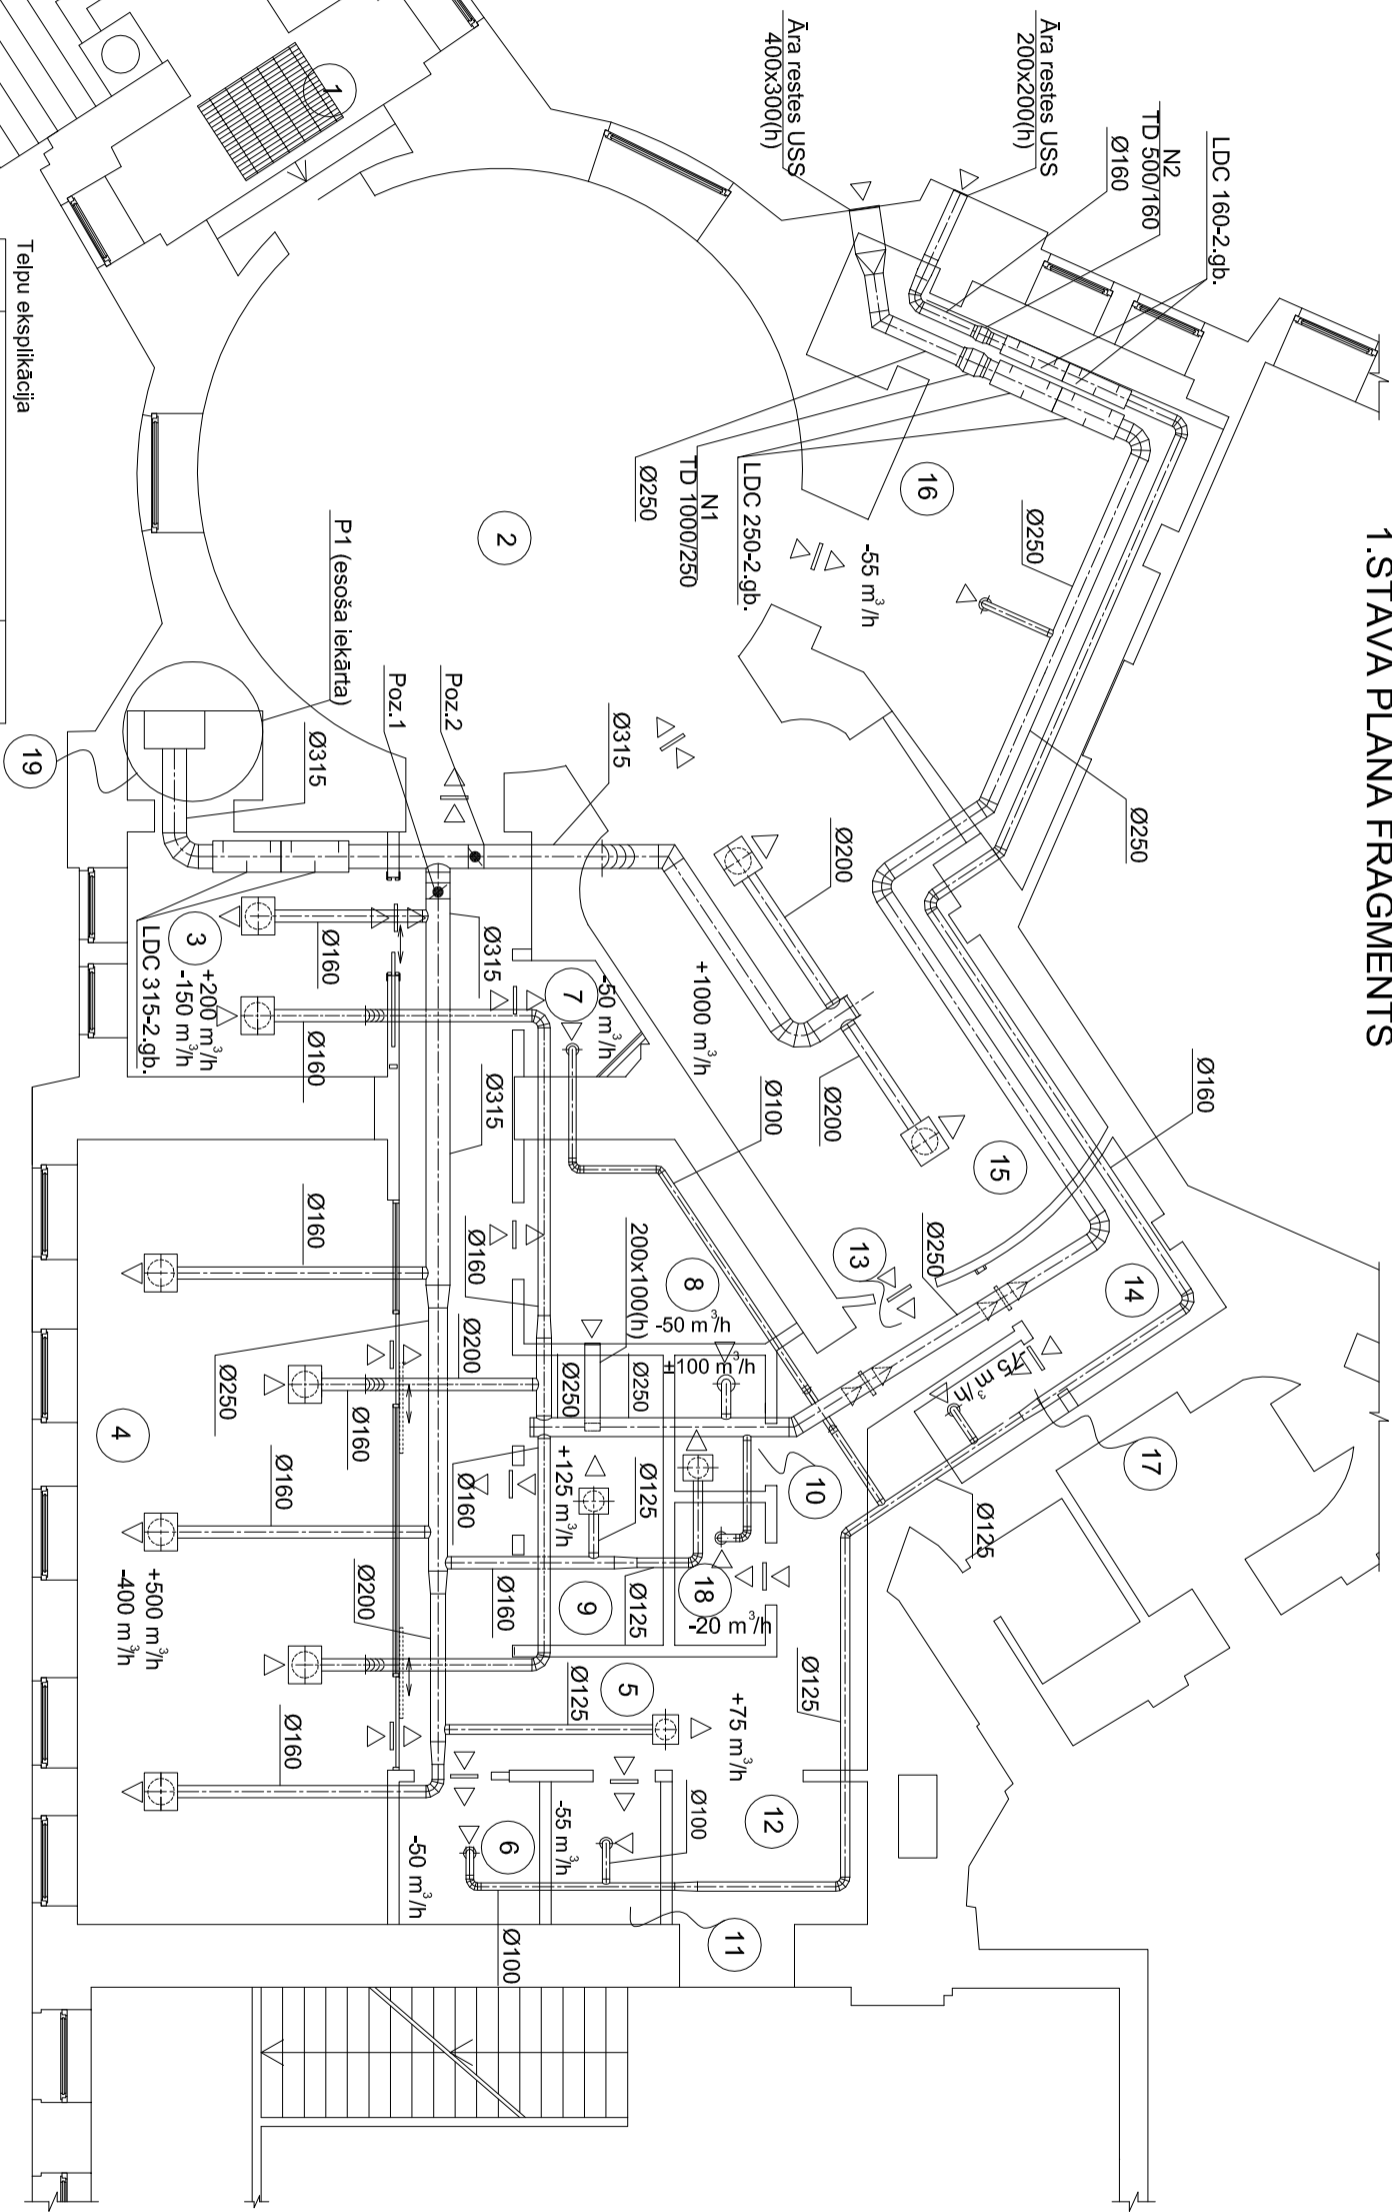 1.STĀVA PLĀNA FRAGMENTS
Āra restes USS
200x200(h)
Āra restes USS
400x300(h)
LDC 160-2.gb.
N2
TD 500/160
Ø160
1
Telpu eksplikācija
16
Ø250
-55 m³/h
LDC 250-2.gb.
N1
TD 1000/250
Ø250
2
P1 (esoša iekārta)
Poz.2
Poz.1
Ø315
Ø315
19
Ø250
Ø200
Ø160
+1000 m³/h
Ø200
Ø100
15
7
-50 m³/h
Ø315
Ø160
3
+200 m³/h
-150 m³/h
LDC 315-2.gb.
Ø160
Ø315
14
13
Ø250
8
-50 m³/h
200x100(h)
Ø160
Ø160
±100 m³/h
-75 m³/h
17
Ø250
Ø250
Ø200
Ø160
Ø250
4
10
Ø125
Ø125
+125 m³/h
Ø160
Ø160
18
-20 m³/h
Ø125
9
Ø160
Ø200
+500 m³/h
-400 m³/h
Ø125
5
Ø125
+75 m³/h
Ø160
12
Ø100
-55 m³/h
6
-50 m³/h
11
Ø100